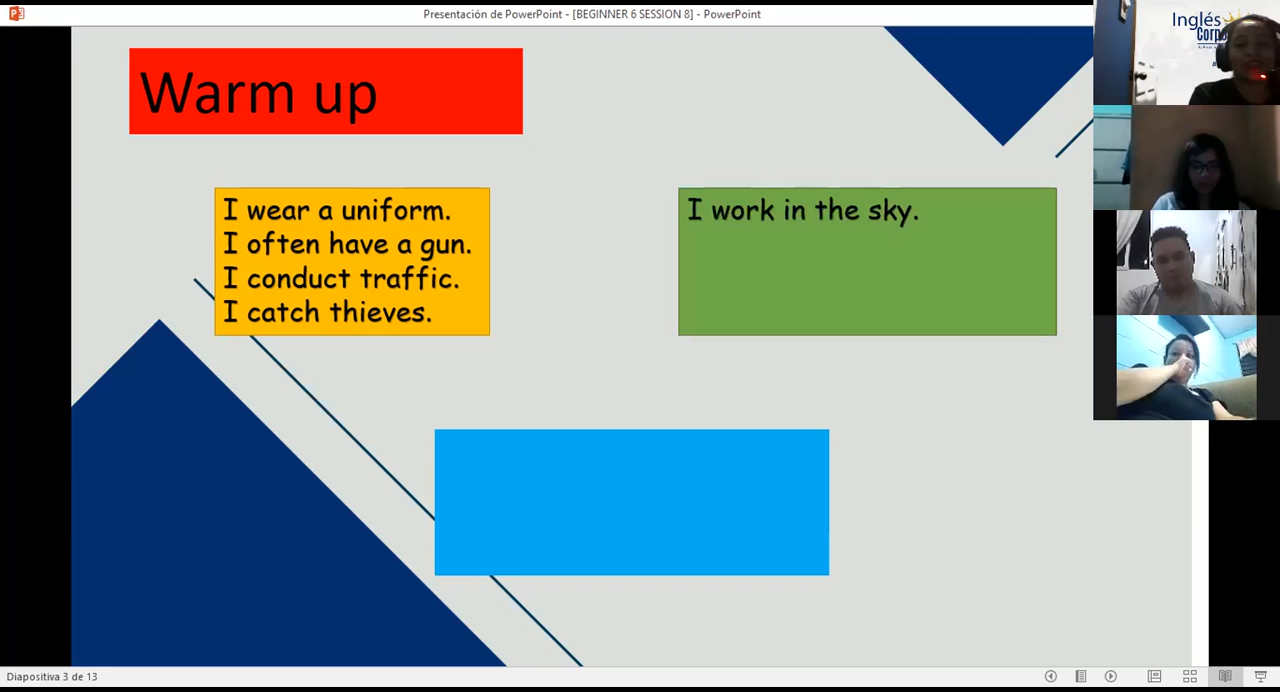 Presentación de PowerPoint - [BEGINNER 6 SESSION 8] - PowerPoint
Inglés
Warm up
I wear a uniform.
I often have a gun.
I conduct traffic.
I catch thieves.
I work in the sky.
Diapositiva 3 de 13